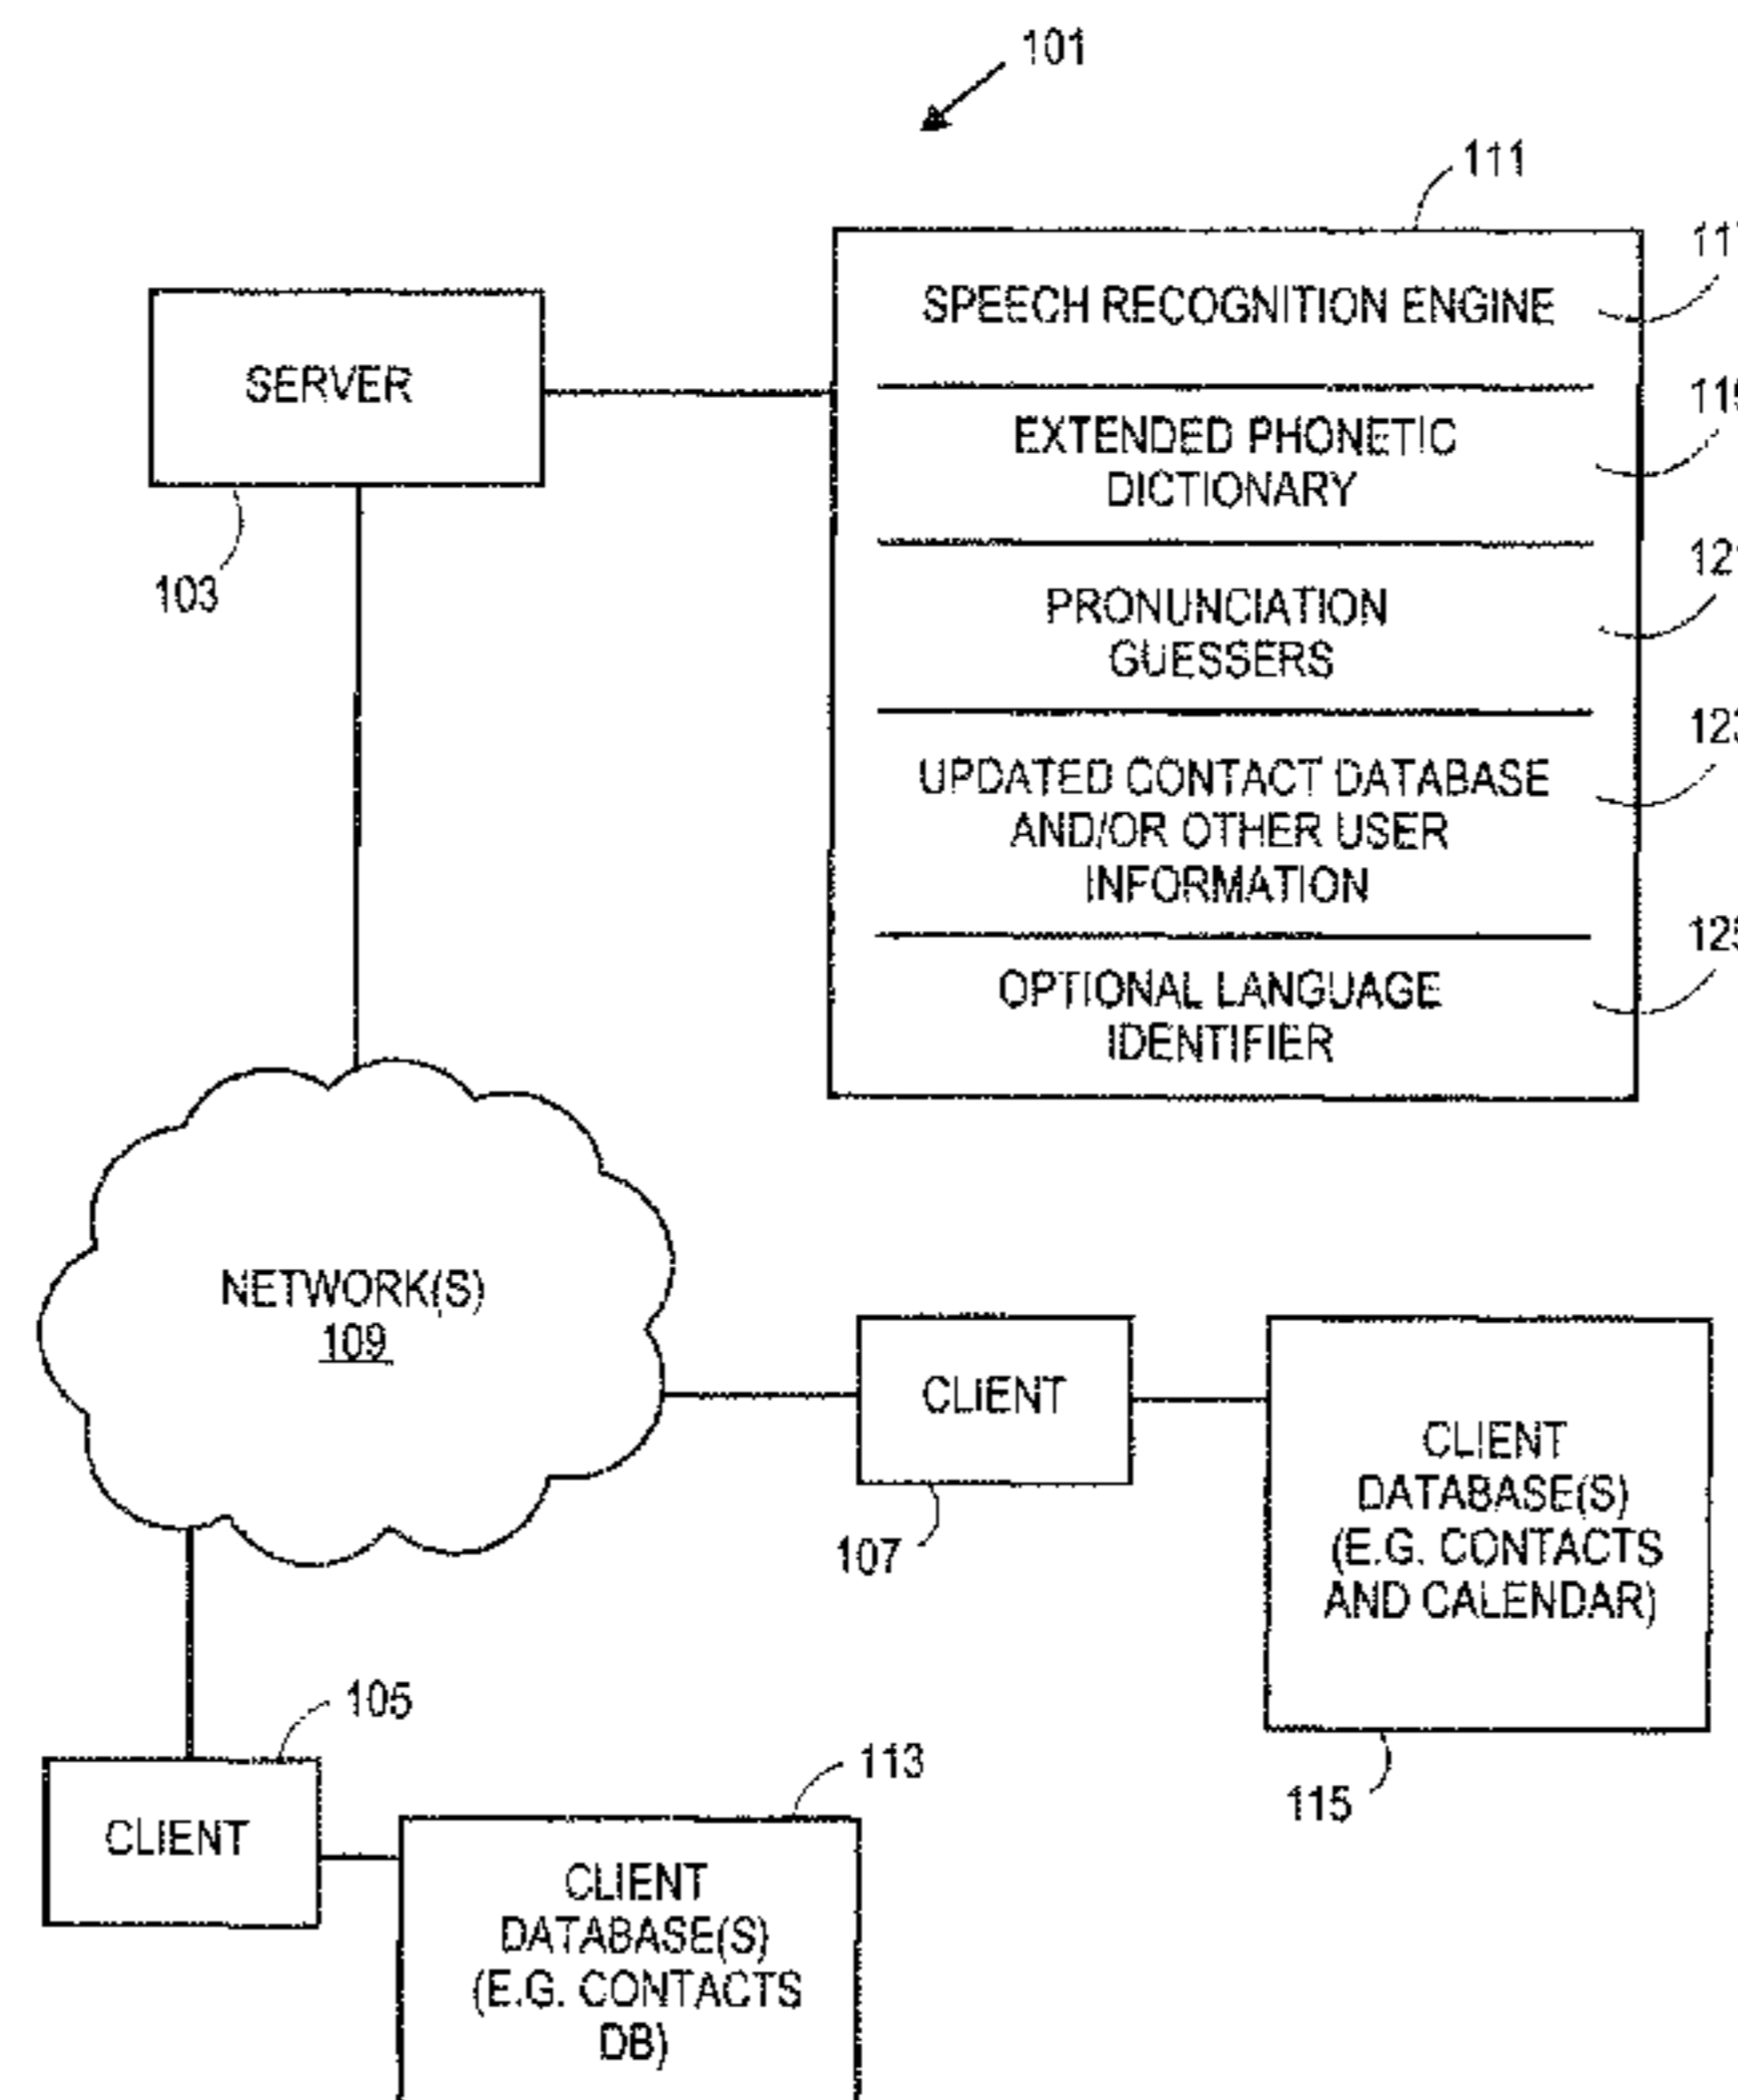 101
111
SPEECH RECOGNITION ENGINE
SERVER
EXTENDED PHONETIC
DICTIONARY
103
PRONUNCIATION
GUESSERS
123
UPDATED CONTACT DATABASE
AND/OR OTHER USER
INFORMATION
125
OPTIONAL LANGUAGE
IDENTIFIER
NETWORK(S)
109
CLIENT
107
CLIENT
DATABASE(S)
(E.G. CONTACTS
AND CALENDAR)
115
105
CLIENT
113
CLIENT
DATABASE(S)
(E.G. CONTACTS
DB)